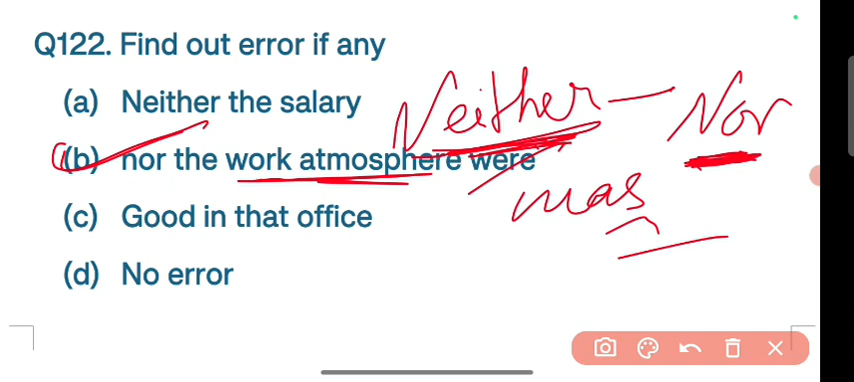 Q122. Find out error if any
(a) Neither the salary
Neither - Nor
(b) nor the work atmosphere were
was
(c) Good in that office
(d) No error